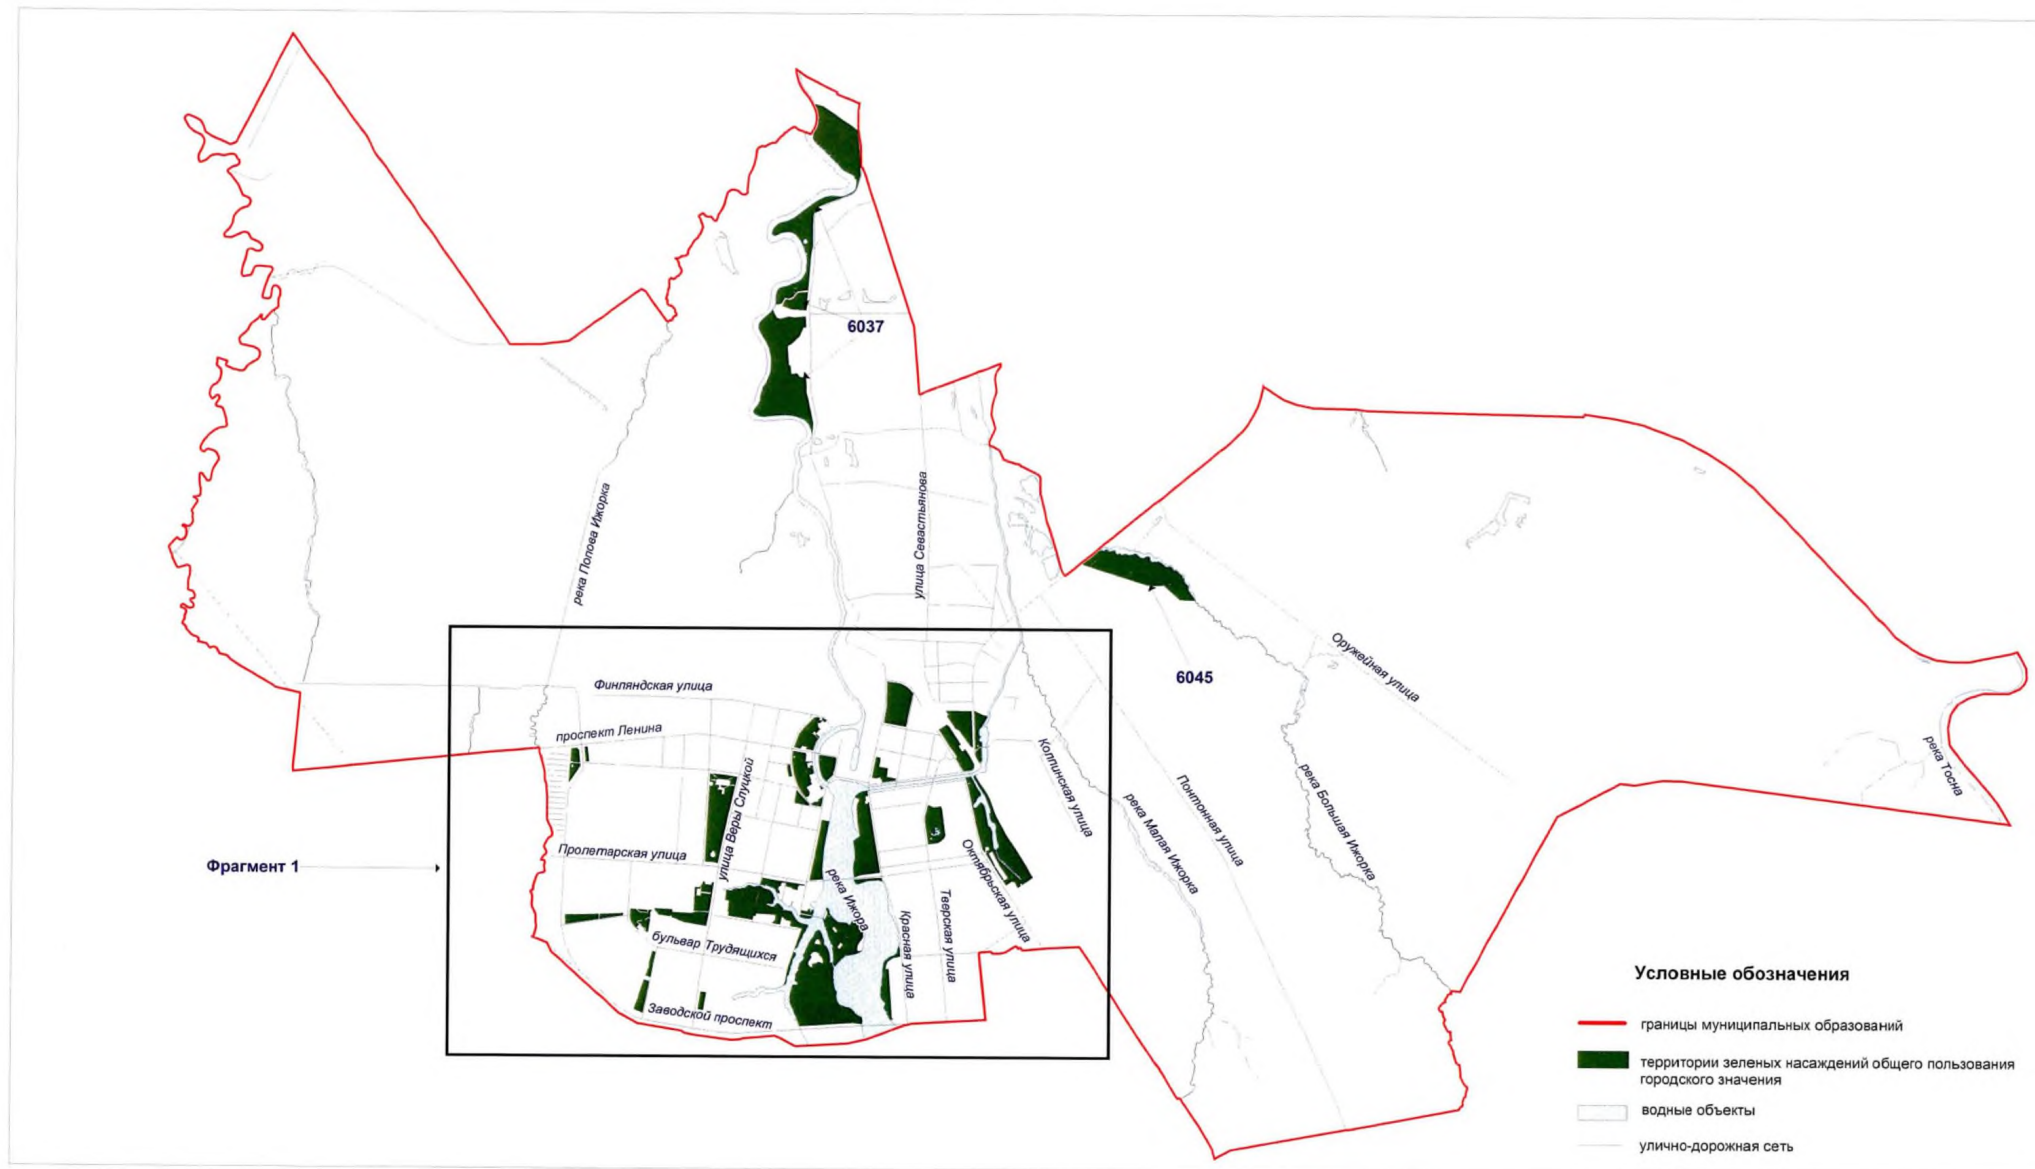 6037
улица Севастьянова
река Попова Ижорка
6045
Оружейная улица
Финляндская улица
проспект Ленина
Колпинская улица
Понтонная улица
река Тосна
улица Веры Слуцкой
река Большая Ижорка
река Малая Ижорка
Фрагмент 1
Пролетарская улица
Октябрьская улица
река Ижора
Тверская улица
Красная улица
бульвар Трудящихся
Заводской проспект
Условные обозначения
границы муниципальных образований
территории зеленых насаждений общего пользования
городского значения
водные объекты
улично-дорожная сеть